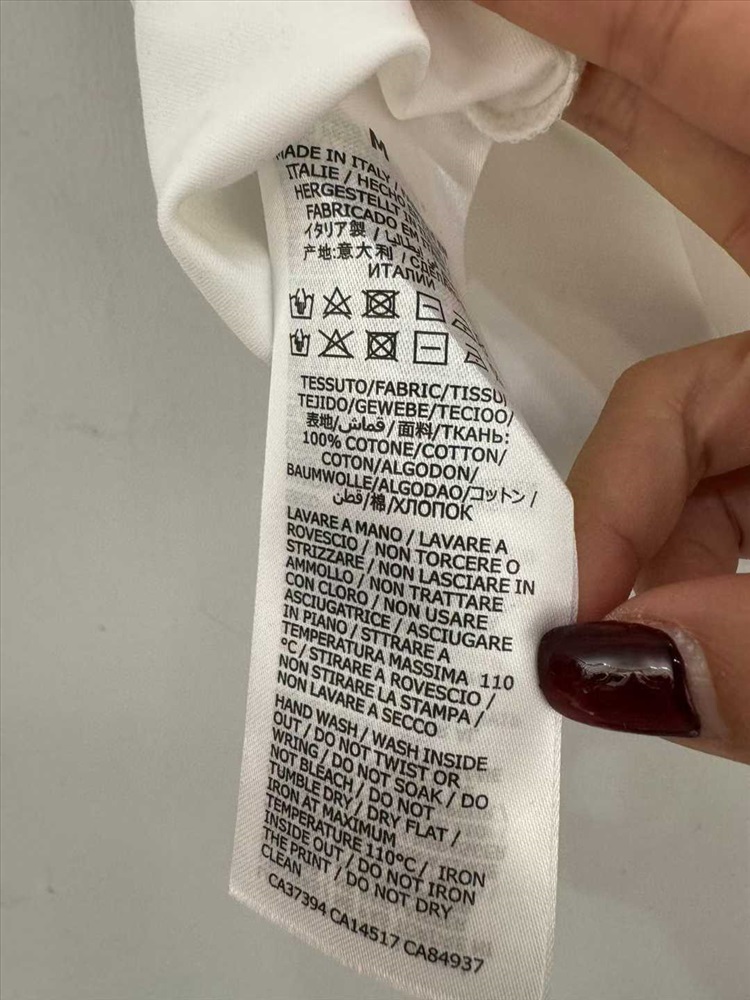 M
MADE IN ITALY /
ITALIE / HECHO
HERGESTELLT IN
FABRICADO EM
イタリア製 /
产地:意大利 /
ИТАЛИИ
TESSUTO/FABRIC/TISSU/
TEJIDO/GEWEBE/TECIOO/
表地/قماش/面料/ТКАНЬ:
100% COTONE/COTTON/
COTON/ALGODON/
BAUMWOLLE/ALGODAO/コットン /
قطن/棉/ХЛОПОК
LAVARE A MANO / LAVARE A
ROVESCIO / NON TORCERE O
STRIZZARE / NON LASCIARE IN
AMMOLLO / NON TRATTARE
CON CLORO / NON USARE
ASCIUGATRICE / ASCIUGARE
IN PIANO / STTRARE A
TEMPERATURA MASSIMA 110
°C / STIRARE A ROVESCIO /
NON STIRARE LA STAMPA /
NON LAVARE A SECCO
HAND WASH / WASH INSIDE
OUT / DO NOT TWIST OR
WRING / DO NOT SOAK / DO
NOT BLEACH / DO NOT
TUMBLE DRY / DRY FLAT /
IRON AT MAXIMUM
TEMPERATURE 110°C / IRON
INSIDE OUT / DO NOT IRON
THE PRINT / DO NOT DRY
CLEAN
CA37394 CA14517 CA84937